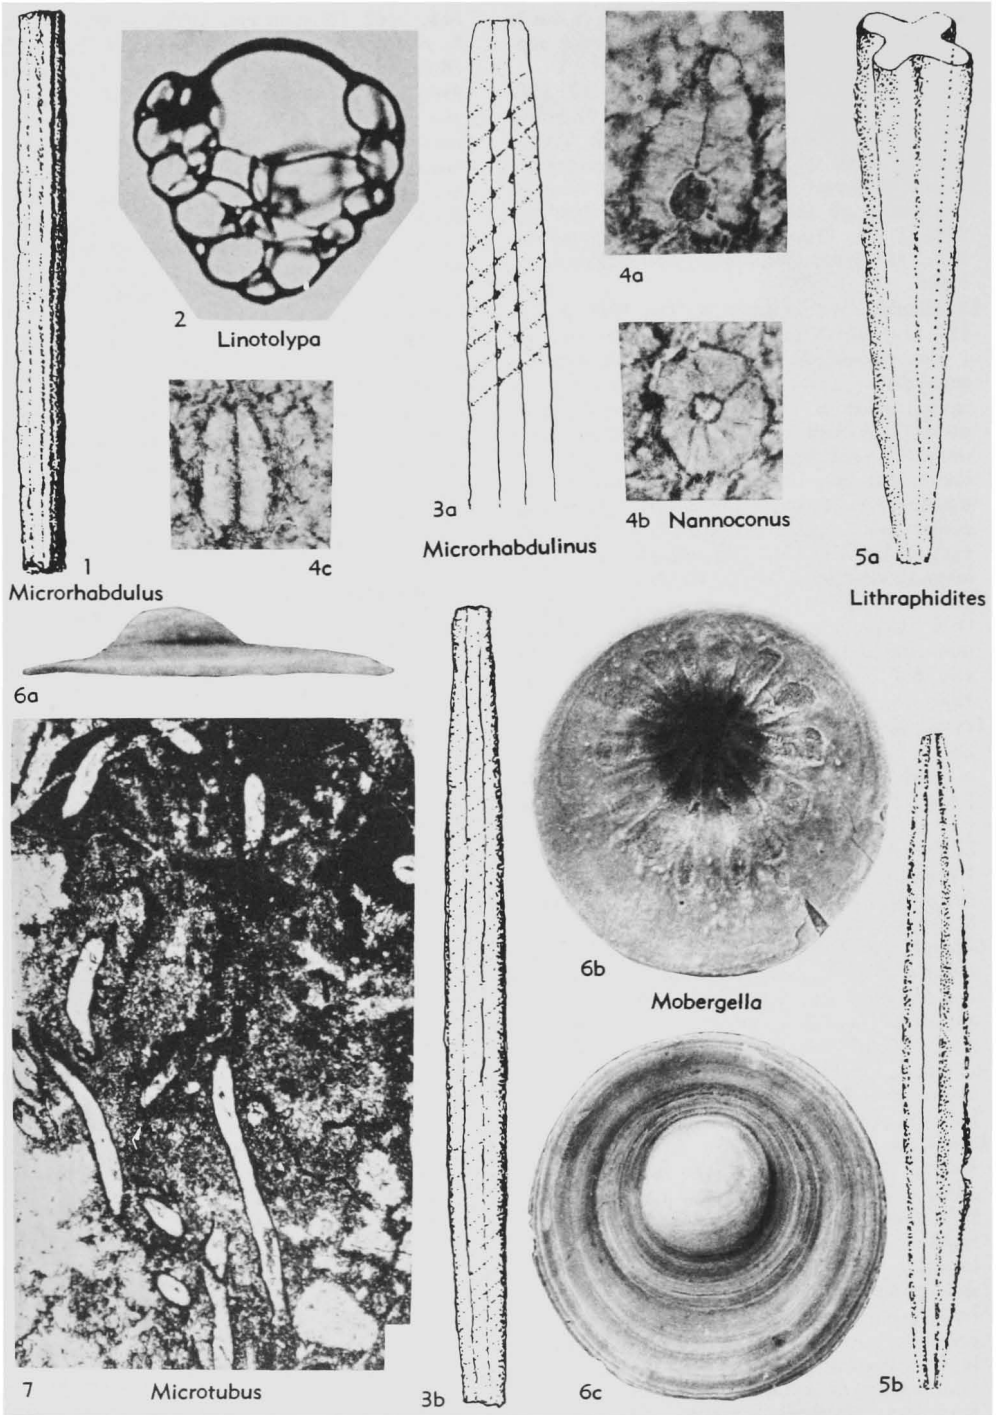 2
Linotolypa
4a
4c
3a
4b Nannoconus
Microrhabdulinus
1
Microrhabdulus
5a
Lithraphidites
6a
6b
Mobergella
7
Microtubus
3b
6c
5b